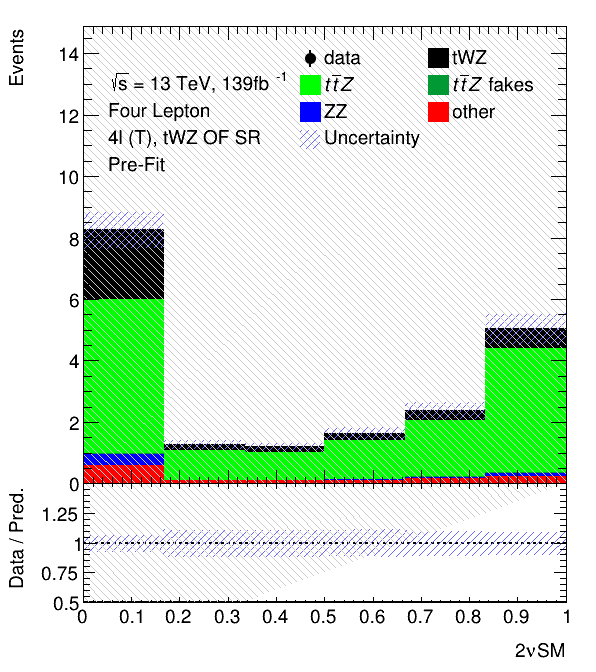 Events
14
12
10
8
6
4
2
0
√s = 13 TeV, 139fb⁻¹
Four Lepton
4l (T), tWZ OF SR
Pre-Fit
data
tWZ
tt̄Z
tt̄Z fakes
ZZ
other
Uncertainty
Data / Pred.
1.25
1
0.75
0.5
0 0.1 0.2 0.3 0.4 0.5 0.6 0.7 0.8 0.9 1
2νSM